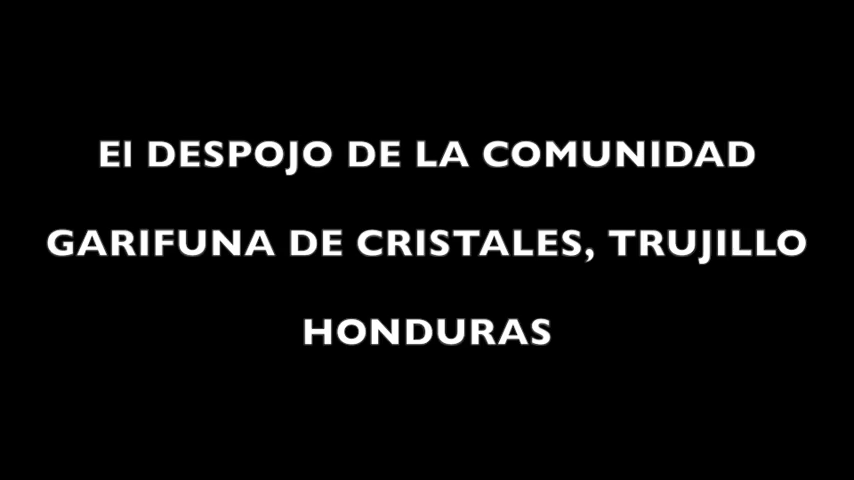 El DESPOJO DE LA COMUNIDAD
GARIFUNA DE CRISTALES, TRUJILLO
HONDURAS